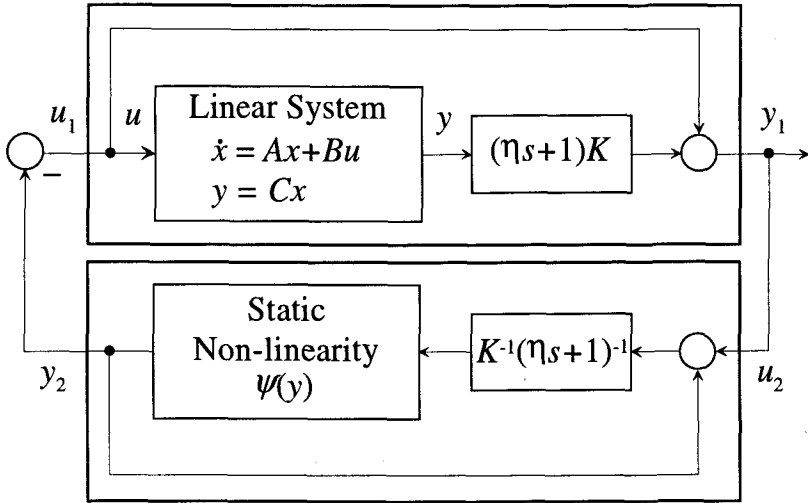 u₁
u
Linear System
ẋ = Ax+Bu
y = Cx
y
(ηs+1)K
y₁
y₂
Static
Non-linearity
ψ(y)
K⁻¹(ηs+1)⁻¹
u₂
−